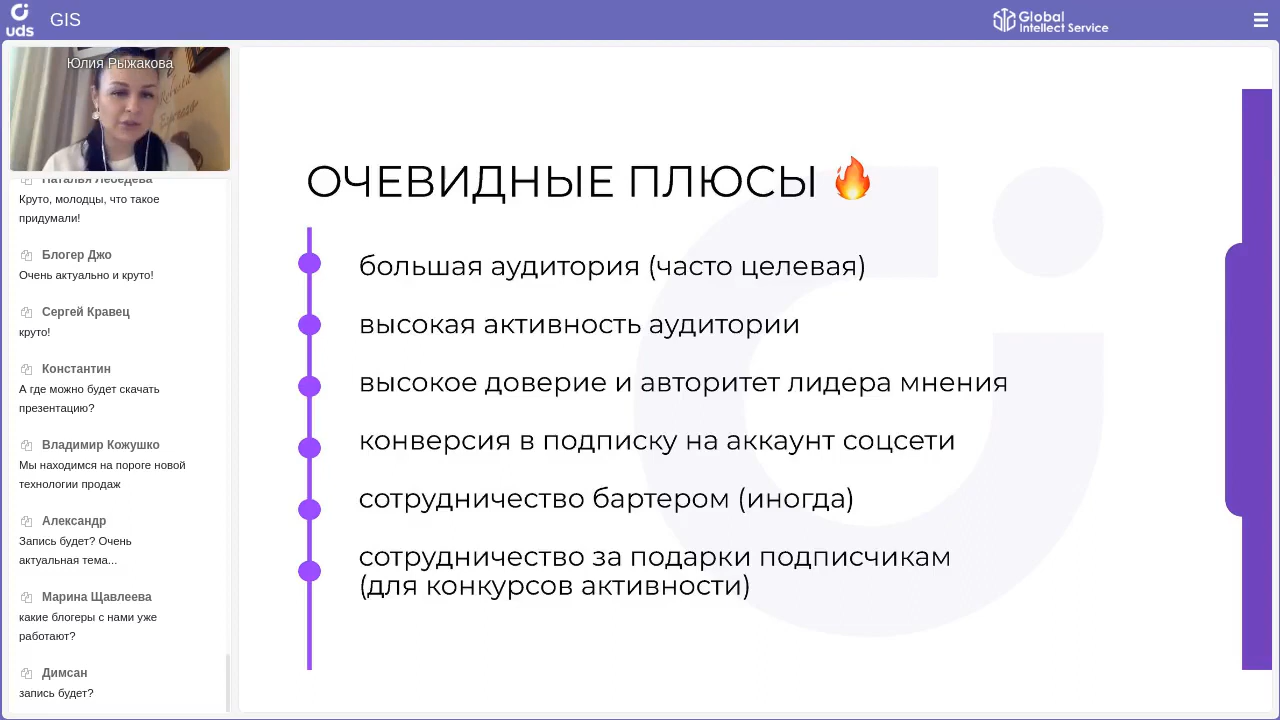 uds
GIS
Global
Intellect Service
Юлия Рыжакова
Наталья Лебедева
Круто, молодцы, что такое
придумали!
Блогер Джо
Очень актуально и круто!
Сергей Кравец
круто!
Константин
А где можно будет скачать
презентацию?
Владимир Кожушко
Мы находимся на пороге новой
технологии продаж
Александр
Запись будет? Очень
актуальная тема...
Марина Щавлеева
какие блогеры с нами уже
работают?
Димсан
запись будет?
ОЧЕВИДНЫЕ ПЛЮСЫ 🔥
большая аудитория (часто целевая)
высокая активность аудитории
высокое доверие и авторитет лидера мнения
конверсия в подписку на аккаунт соцсети
сотрудничество бартером (иногда)
сотрудничество за подарки подписчикам
(для конкурсов активности)